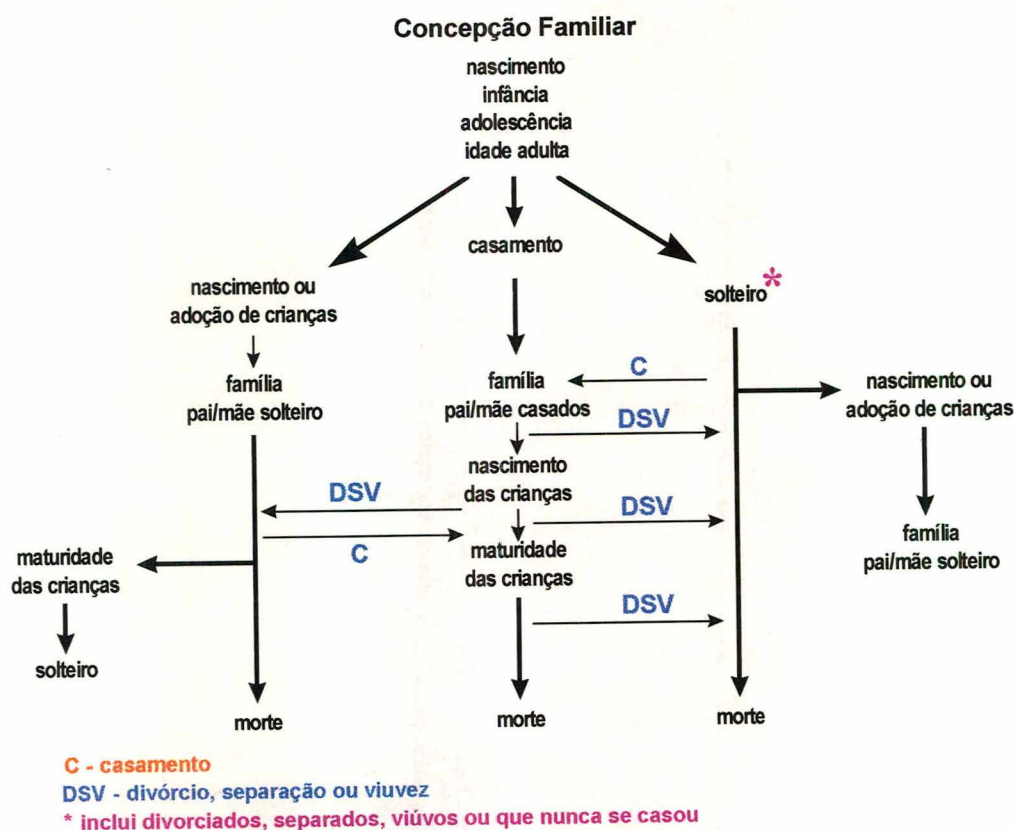 Concepção Familiar
nascimento
infância
adolescência
idade adulta
casamento
nascimento ou
adoção de crianças
solteiro*
família
pai/mãe solteiro
família
pai/mãe casados
C
nascimento ou
adoção de crianças
DSV
nascimento
das crianças
DSV
DSV
C
maturidade
das crianças
família
pai/mãe solteiro
maturidade
das crianças
DSV
solteiro
morte
morte
morte
C - casamento
DSV - divórcio, separação ou viuvez
* inclui divorciados, separados, viúvos ou que nunca se casou